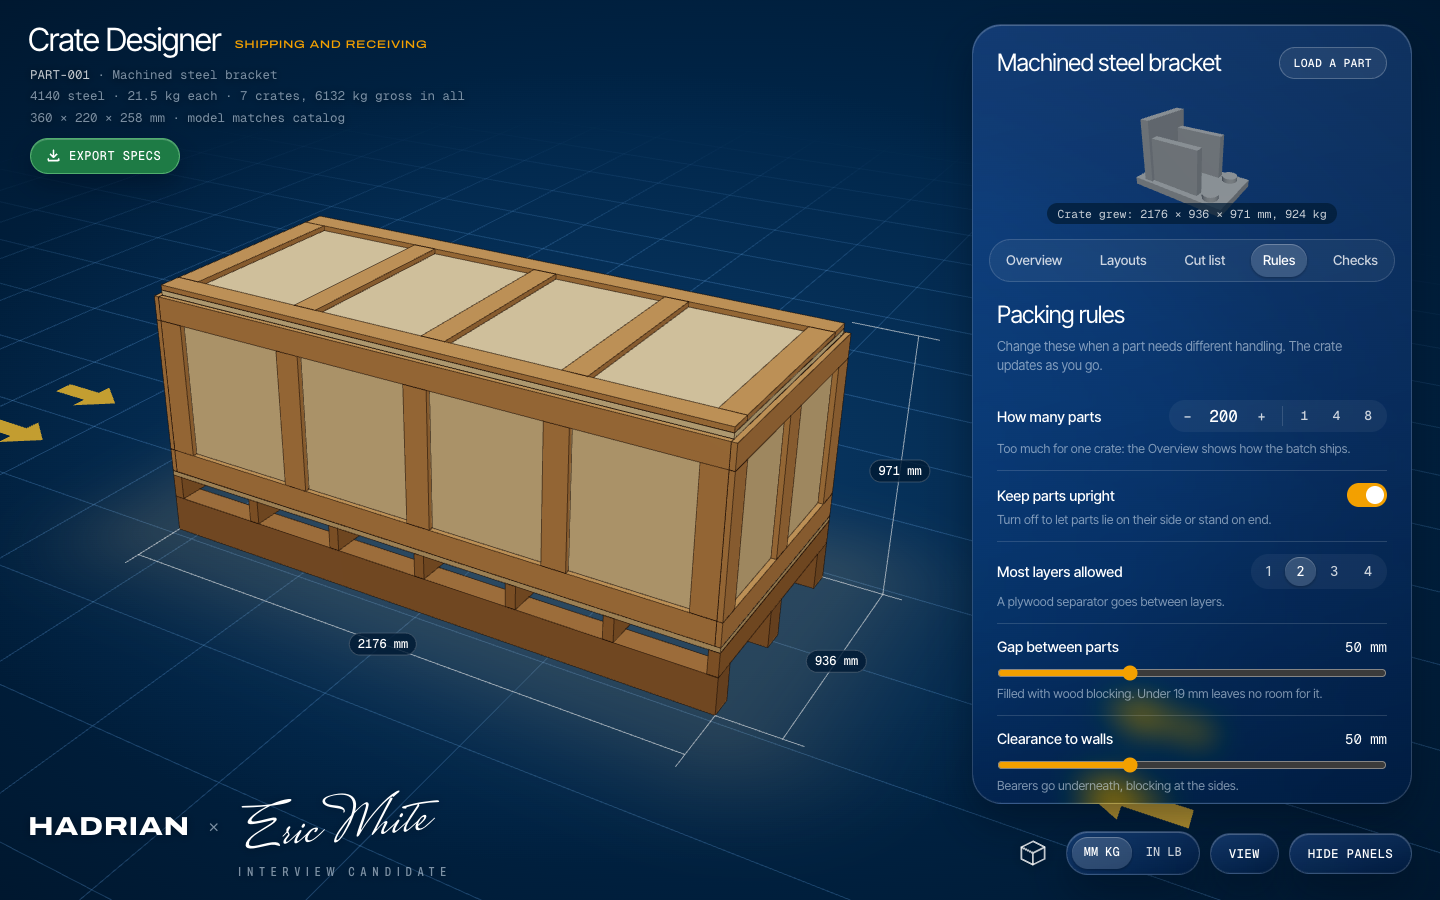 Crate Designer SHIPPING AND RECEIVING
PART-001 · Machined steel bracket
4140 steel · 21.5 kg each · 7 crates, 6132 kg gross in all
360 × 220 × 258 mm · model matches catalog
EXPORT SPECS
971 mm
2176 mm
936 mm
HADRIAN × Eric White
INTERVIEW CANDIDATE
Machined steel bracket
LOAD A PART
Crate grew: 2176 × 936 × 971 mm, 924 kg
Overview Layouts Cut list Rules Checks
Packing rules
Change these when a part needs different handling. The crate
updates as you go.
How many parts − 200 + 1 4 8
Too much for one crate: the Overview shows how the batch ships.
Keep parts upright
Turn off to let parts lie on their side or stand on end.
Most layers allowed 1 2 3 4
A plywood separator goes between layers.
Gap between parts 50 mm
Filled with wood blocking. Under 19 mm leaves no room for it.
Clearance to walls 50 mm
Bearers go underneath, blocking at the sides.
MM KG IN LB VIEW HIDE PANELS